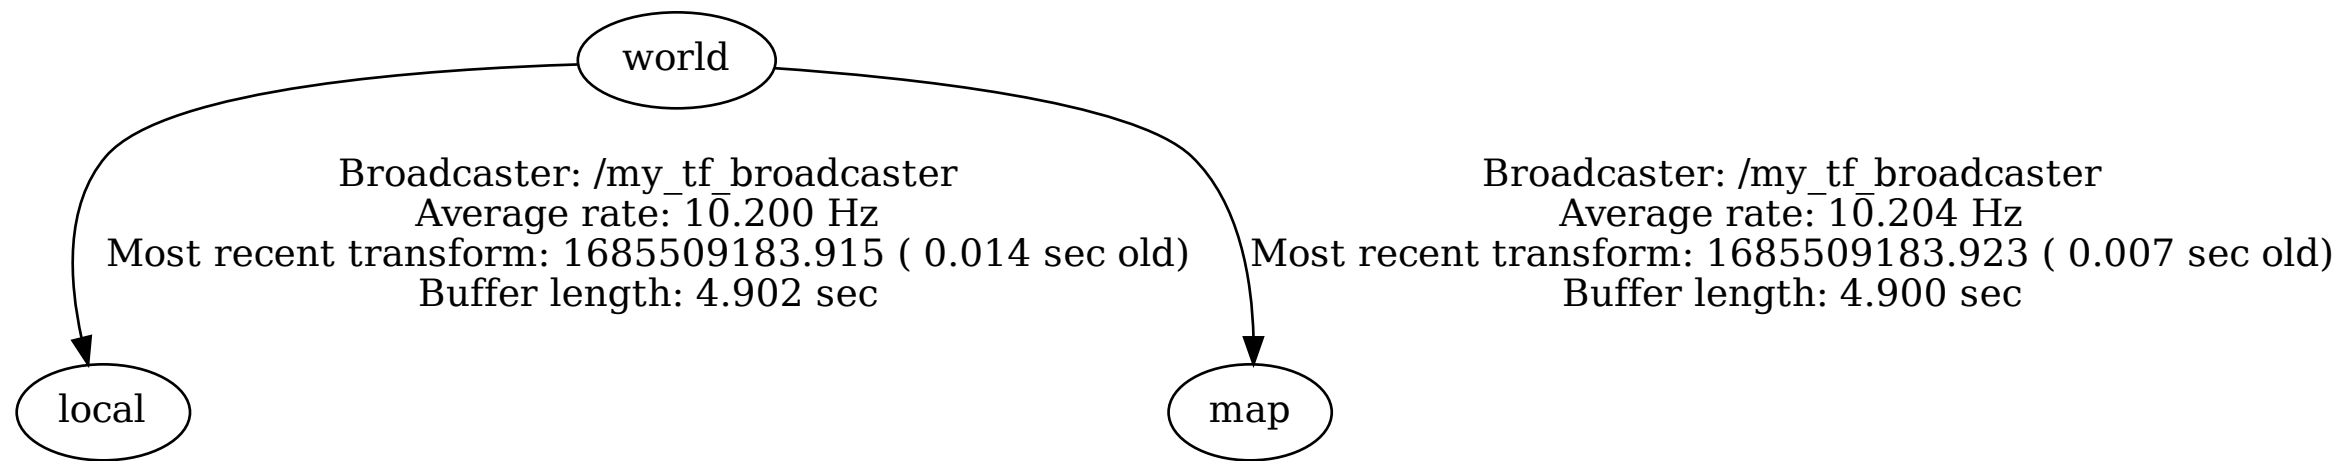 world
Broadcaster: /my_tf_broadcaster
Average rate: 10.200 Hz
Most recent transform: 1685509183.915 ( 0.014 sec old)
Buffer length: 4.902 sec
Broadcaster: /my_tf_broadcaster
Average rate: 10.204 Hz
Most recent transform: 1685509183.923 ( 0.007 sec old)
Buffer length: 4.900 sec
local
map